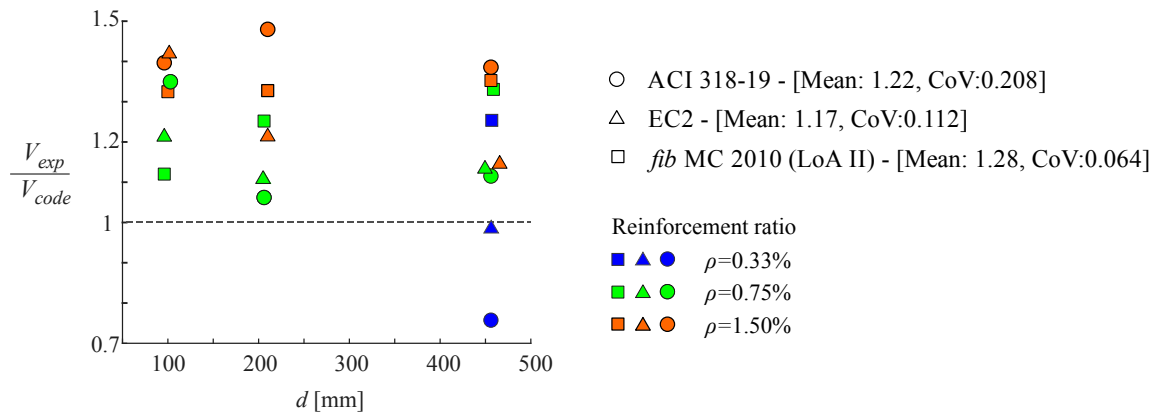 1.5
1.2
1
0.7
V_exp
V_code
100
200
300
400
500
d [mm]
ACI 318-19 - [Mean: 1.22, CoV:0.208]
EC2 - [Mean: 1.17, CoV:0.112]
fib MC 2010 (LoA II) - [Mean: 1.28, CoV:0.064]
Reinforcement ratio
ρ=0.33%
ρ=0.75%
ρ=1.50%